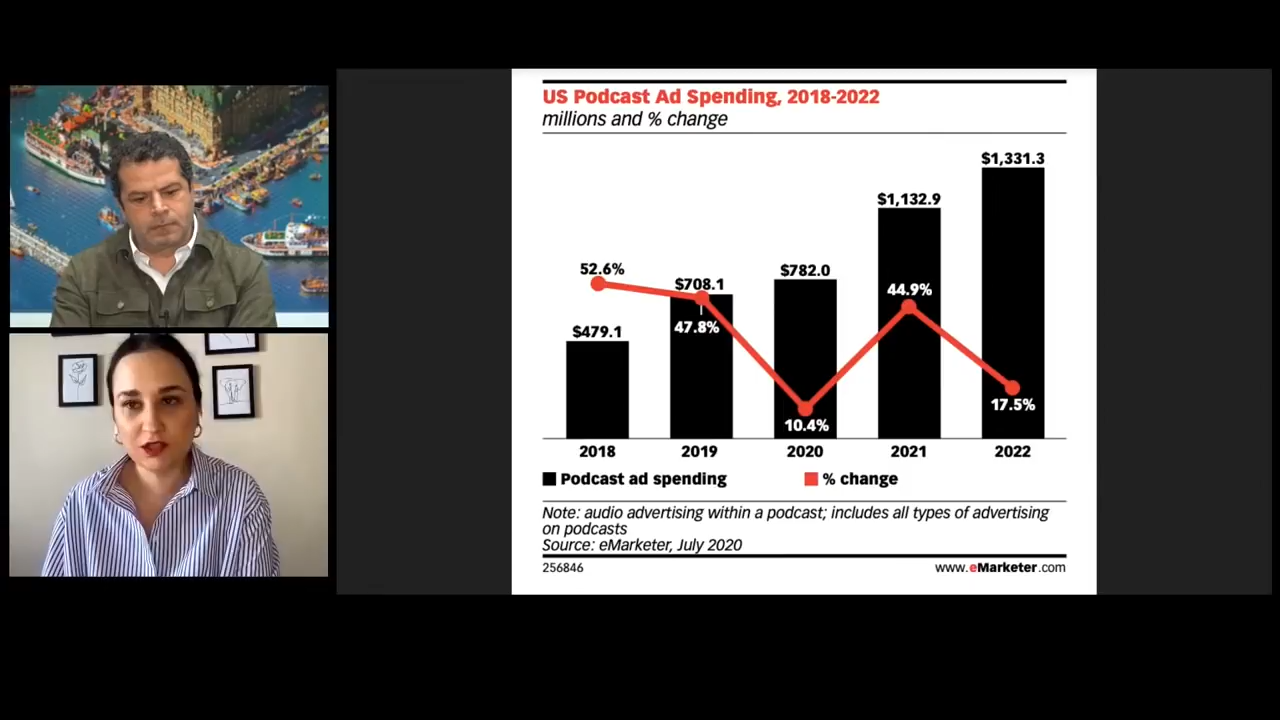 US Podcast Ad Spending, 2018-2022
millions and % change
$1,331.3
$1,132.9
52.6%
$708.1
$782.0
44.9%
$479.1
47.8%
10.4%
17.5%
2018 2019 2020 2021 2022
Podcast ad spending % change
Note: audio advertising within a podcast; includes all types of advertising
on podcasts
Source: eMarketer, July 2020
256846 www.eMarketer.com